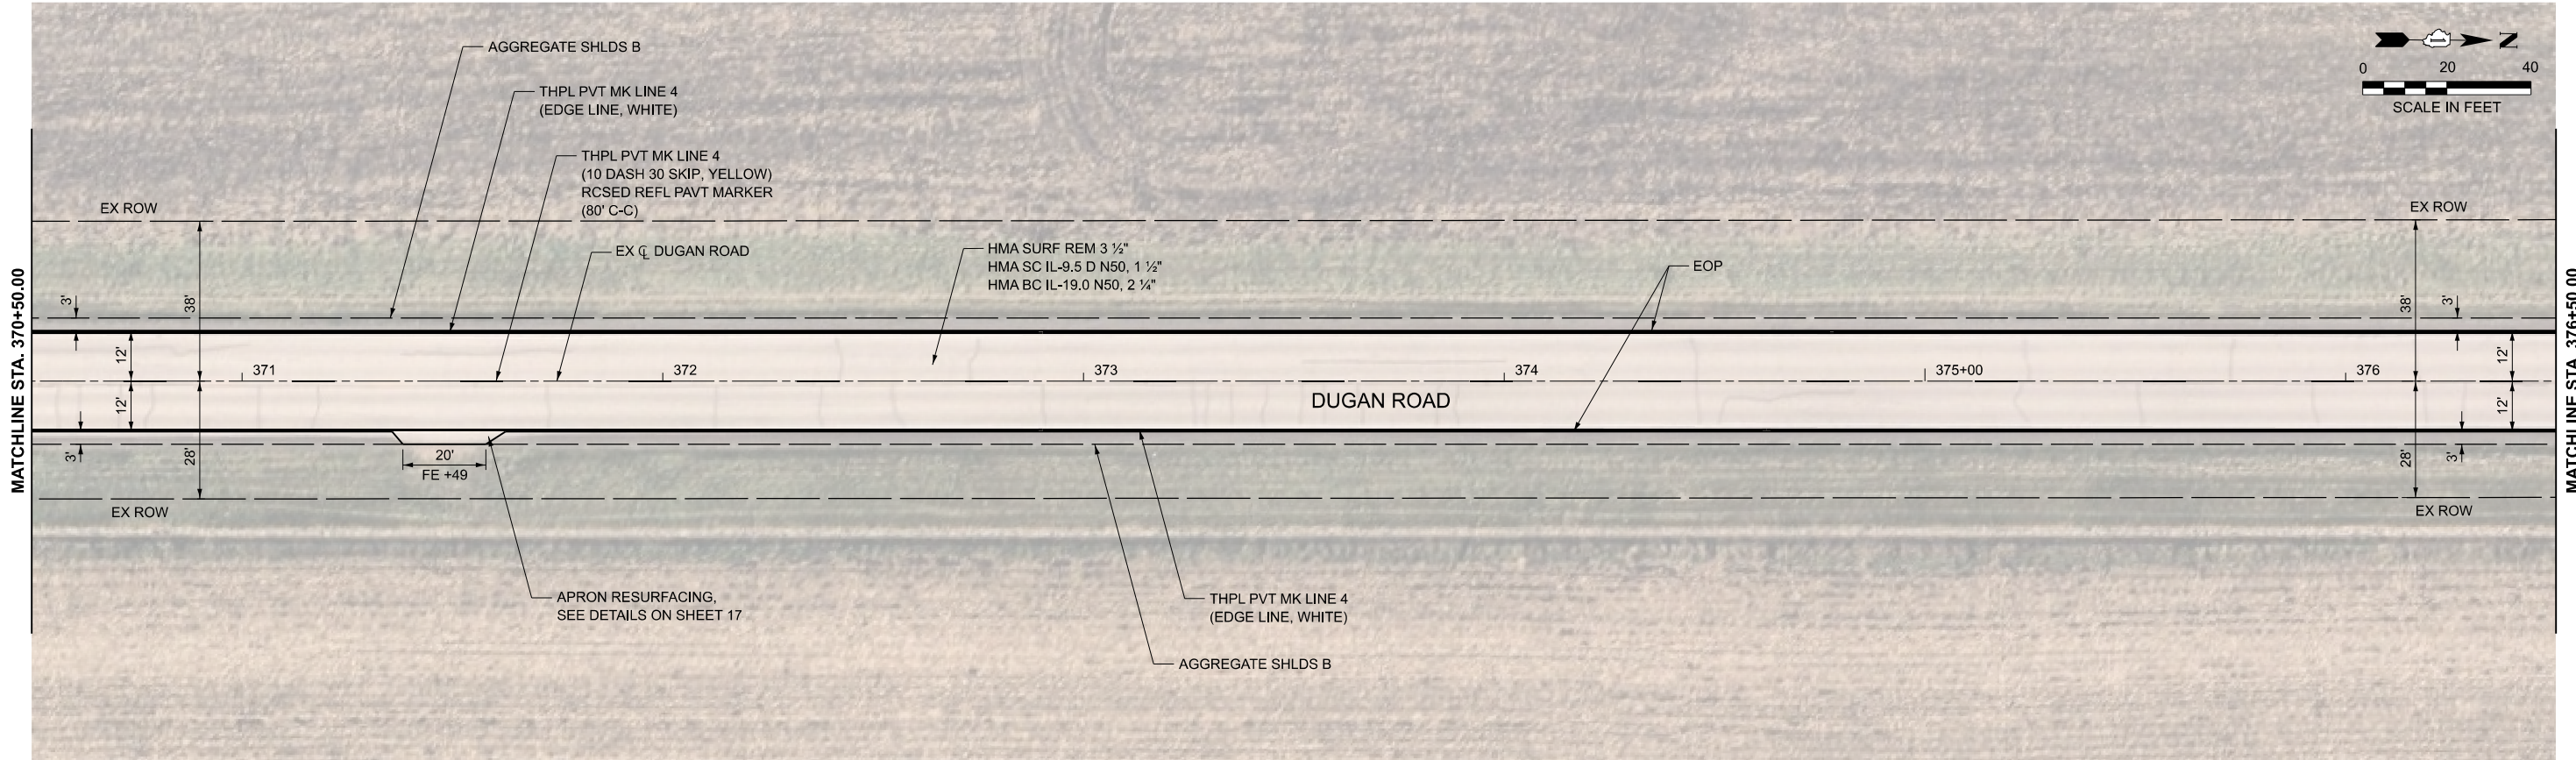 AGGREGATE SHLDS B
THPL PVT MK LINE 4
(EDGE LINE, WHITE)
THPL PVT MK LINE 4
(10 DASH 30 SKIP, YELLOW)
RCSED REFL PAVT MARKER
(80' C-C)
N
0 20 40
SCALE IN FEET
EX ROW
EX ROW
EX ℄ DUGAN ROAD
HMA SURF REM 3 ½"
HMA SC IL-9.5 D N50, 1 ½"
HMA BC IL-19.0 N50, 2 ¼"
EOP
MATCHLINE STA. 370+50.00
MATCHLINE STA. 376+50.00
3'
38'
38'
3'
12'
12'
371 372 373 374 375+00 376
DUGAN ROAD
12'
12'
3'
28'
28'
3'
20'
FE +49
EX ROW
EX ROW
APRON RESURFACING,
SEE DETAILS ON SHEET 17
THPL PVT MK LINE 4
(EDGE LINE, WHITE)
AGGREGATE SHLDS B